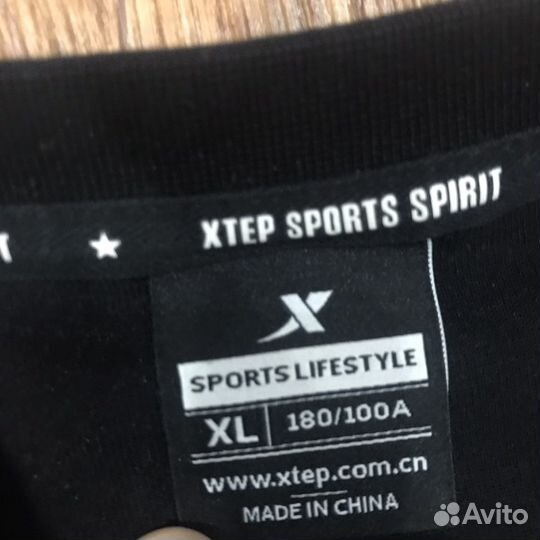 XTEP SPORTS SPIRIT
SPORTS LIFESTYLE
XL 180/100A
www.xtep.com.cn
MADE IN CHINA
Avito